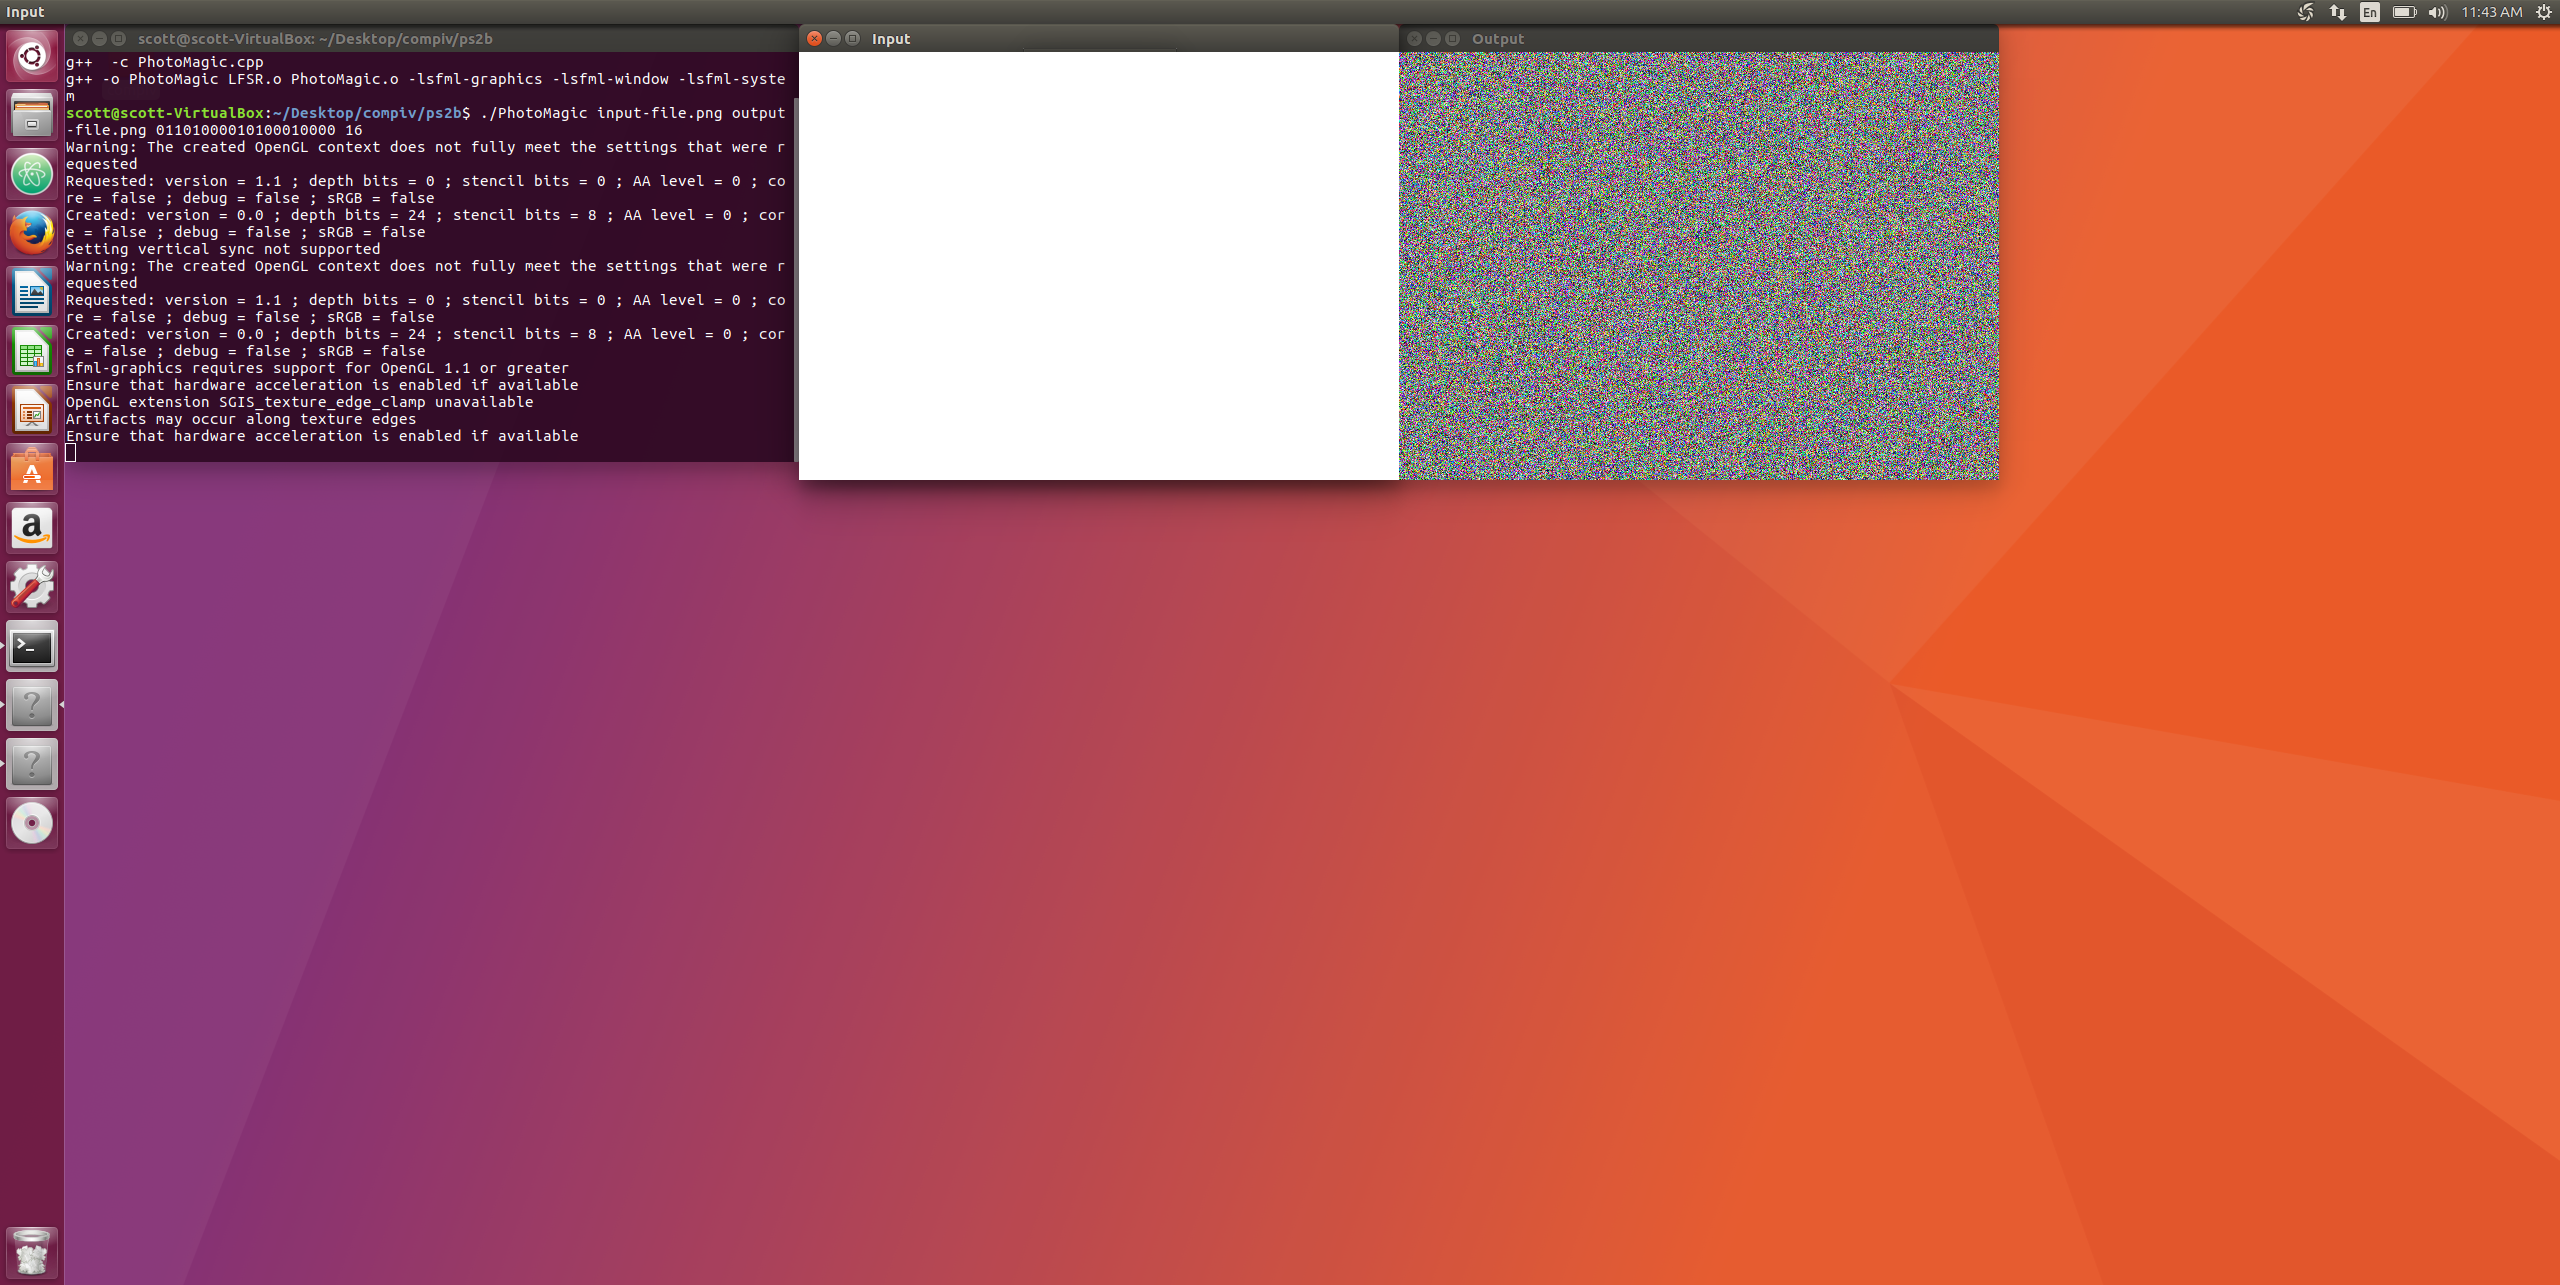 Input
En
11:43 AM
scott@scott-VirtualBox: ~/Desktop/compiv/ps2b
g++  -c PhotoMagic.cpp
g++ -o PhotoMagic LFSR.o PhotoMagic.o -lsfml-graphics -lsfml-window -lsfml-syste
m
scott@scott-VirtualBox:~/Desktop/compiv/ps2b$ ./PhotoMagic input-file.png output
-file.png 01101000010100010000 16
Warning: The created OpenGL context does not fully meet the settings that were r
equested
Requested: version = 1.1 ; depth bits = 0 ; stencil bits = 0 ; AA level = 0 ; co
re = false ; debug = false ; sRGB = false
Created: version = 0.0 ; depth bits = 24 ; stencil bits = 8 ; AA level = 0 ; cor
e = false ; debug = false ; sRGB = false
Setting vertical sync not supported
Warning: The created OpenGL context does not fully meet the settings that were r
equested
Requested: version = 1.1 ; depth bits = 0 ; stencil bits = 0 ; AA level = 0 ; co
re = false ; debug = false ; sRGB = false
Created: version = 0.0 ; depth bits = 24 ; stencil bits = 8 ; AA level = 0 ; cor
e = false ; debug = false ; sRGB = false
sfml-graphics requires support for OpenGL 1.1 or greater
Ensure that hardware acceleration is enabled if available
OpenGL extension SGIS_texture_edge_clamp unavailable
Artifacts may occur along texture edges
Ensure that hardware acceleration is enabled if available
Input
Output